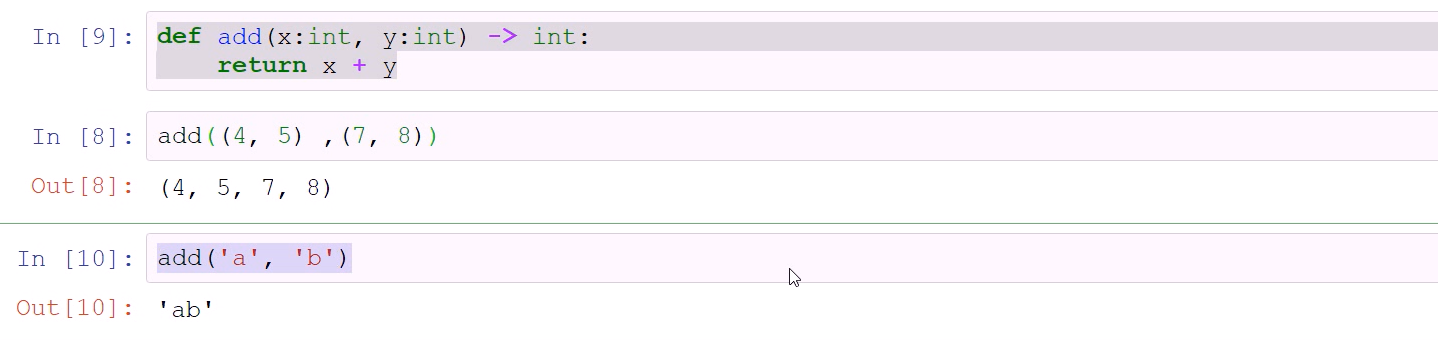 In [9]: def add(x:int, y:int) -> int:
return x + y
In [8]: add((4, 5) ,(7, 8))
Out[8]: (4, 5, 7, 8)
In [10]: add('a', 'b')
Out[10]: 'ab'